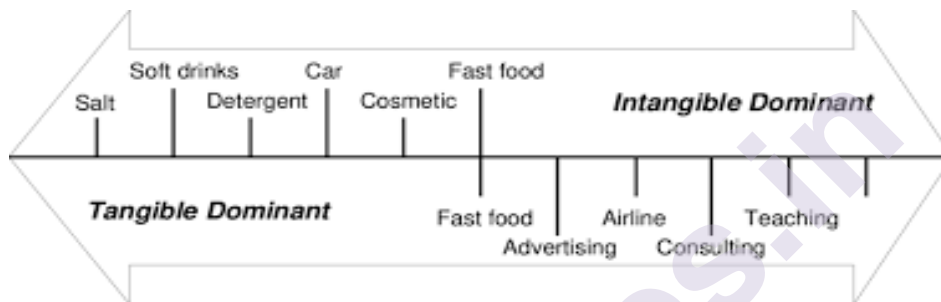 Soft drinks Car Fast food
Salt Detergent Cosmetic Intangible Dominant
Tangible Dominant Fast food Airline Teaching
Advertising Consulting